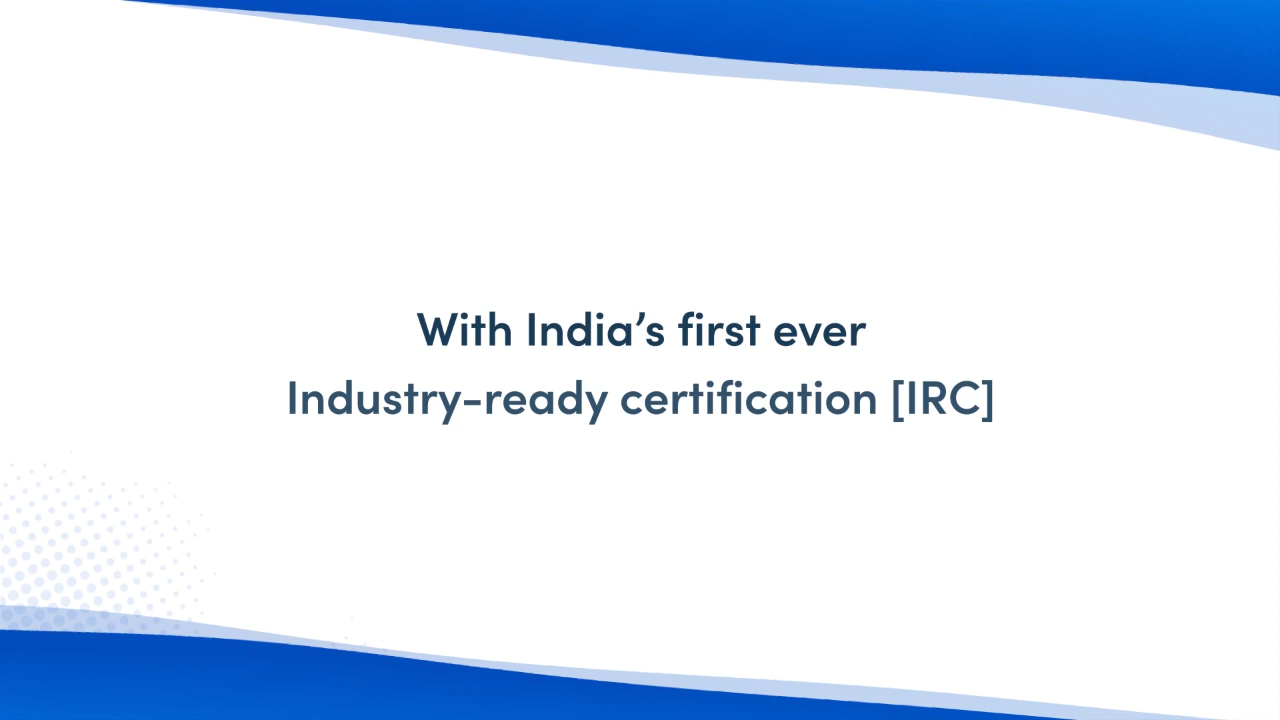 With India’s first ever
Industry-ready certification [IRC]